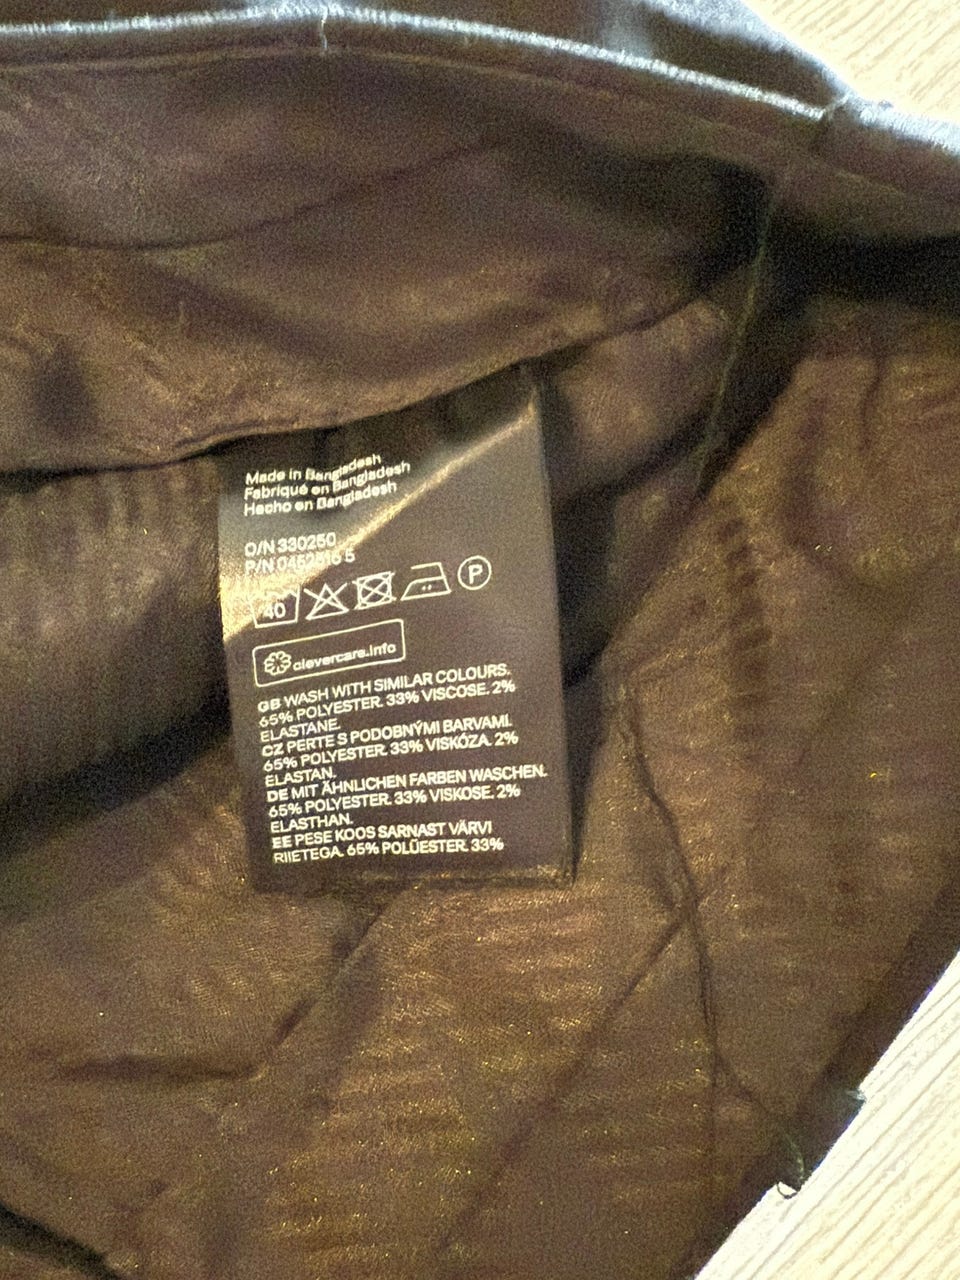 Made in Bangladesh
Fabriqué en Bangladesh
Hecho en Bangladesh
O/N 330250
P/N
40 P
clevercare.info
GB WASH WITH SIMILAR COLOURS.
65% POLYESTER. 33% VISCOSE. 2%
ELASTANE.
CZ PERTE S PODOBNÝMI BARVAMI.
65% POLYESTER. 33% VISKÓZA. 2%
ELASTAN.
DE MIT ÄHNLICHEN FARBEN WASCHEN.
65% POLYESTER. 33% VISKOSE. 2%
ELASTHAN.
EE PESE KOOS SARNAST VÄRVI
RIIETEGA. 65% POLÜESTER. 33%